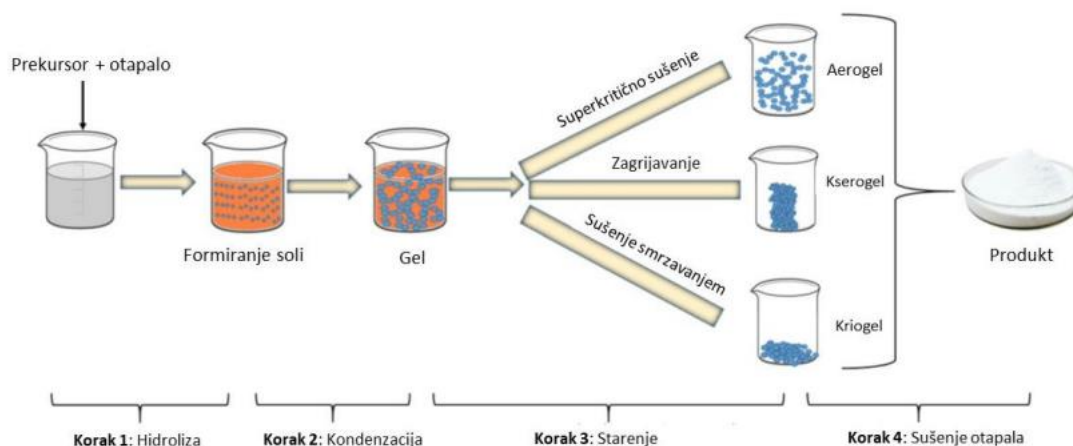 Prekursor + otapalo
Formiranje soli
Gel
Superkritično sušenje
Zagrijavanje
Sušenje smrzavanjem
Aerogel
Kserogel
Kriogel
Produkt
Korak 1: Hidroliza
Korak 2: Kondenzacija
Korak 3: Starenje
Korak 4: Sušenje otapala